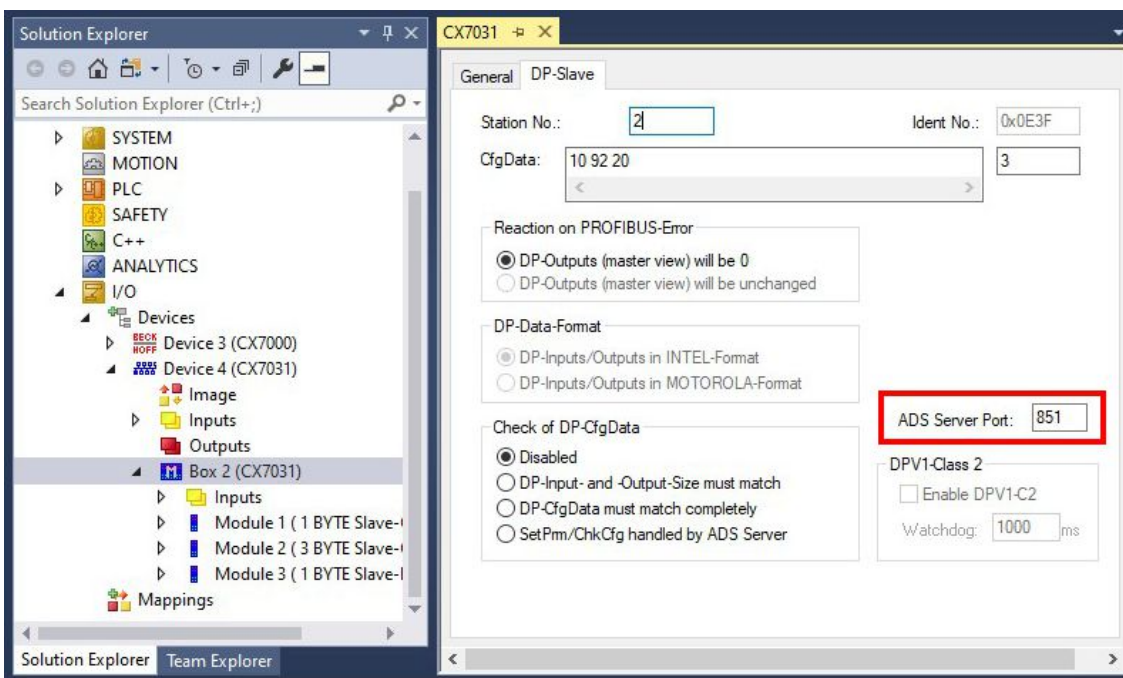 Solution Explorer
Search Solution Explorer (Ctrl+;)
SYSTEM
MOTION
PLC
SAFETY
C++
ANALYTICS
I/O
Devices
BECKHOFF Device 3 (CX7000)
Device 4 (CX7031)
Image
Inputs
Outputs
Box 2 (CX7031)
Inputs
Module 1 ( 1 BYTE Slave-
Module 2 ( 3 BYTE Slave-
Module 3 ( 1 BYTE Slave-
Mappings
Solution Explorer Team Explorer
CX7031
General DP-Slave
Station No.: 2 Ident No.: 0x0E3F
CfgData: 10 92 20 3
Reaction on PROFIBUS-Error
DP-Outputs (master view) will be 0
DP-Outputs (master view) will be unchanged
DP-Data-Format
DP-Inputs/Outputs in INTEL-Format
DP-Inputs/Outputs in MOTOROLA-Format
Check of DP-CfgData
Disabled
DP-Input- and -Output-Size must match
DP-CfgData must match completely
SetPrm/ChkCfg handled by ADS Server
ADS Server Port: 851
DPV1-Class 2
Enable DPV1-C2
Watchdog: 1000 ms